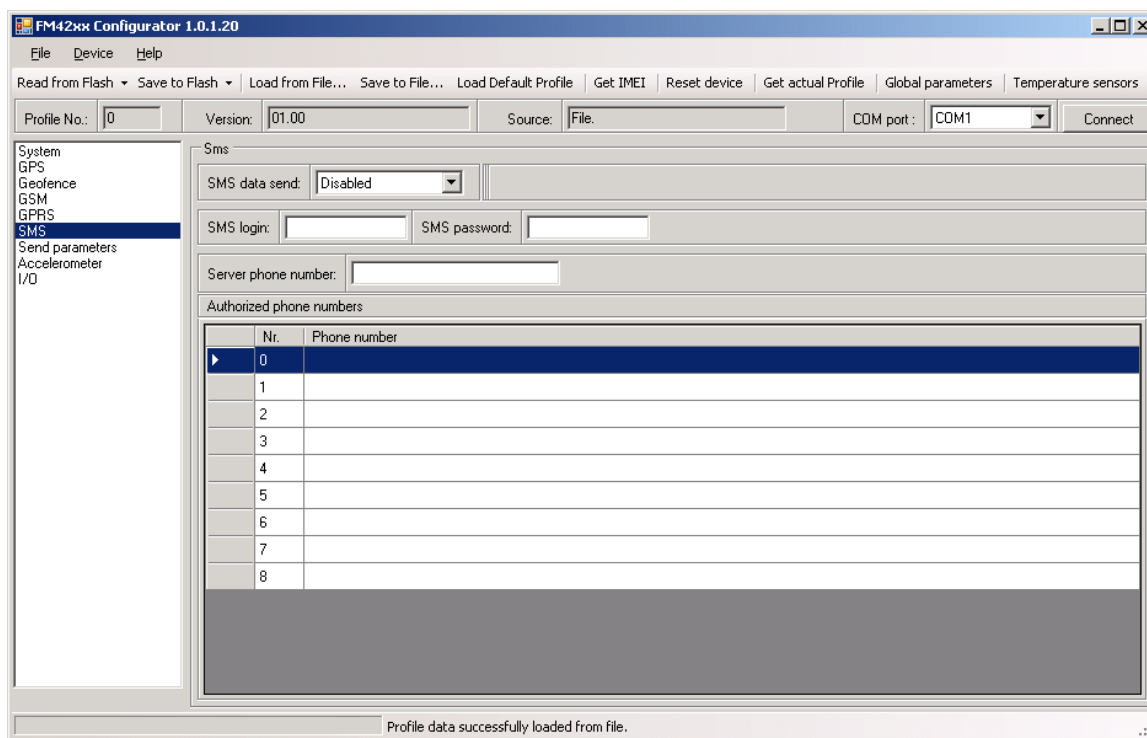 FM42xx Configurator 1.0.1.20
File Device Help
Read from Flash Save to Flash Load from File... Save to File... Load Default Profile Get IMEI Reset device Get actual Profile Global parameters Temperature sensors
Profile No.: 0 Version: 01.00 Source: File. COM port : COM1 Connect
System
GPS
Geofence
GSM
GPRS
SMS
Send parameters
Accelerometer
I/O
Sms
SMS data send: Disabled
SMS login: SMS password:
Server phone number:
Authorized phone numbers
Nr. Phone number
0
1
2
3
4
5
6
7
8
Profile data successfully loaded from file.